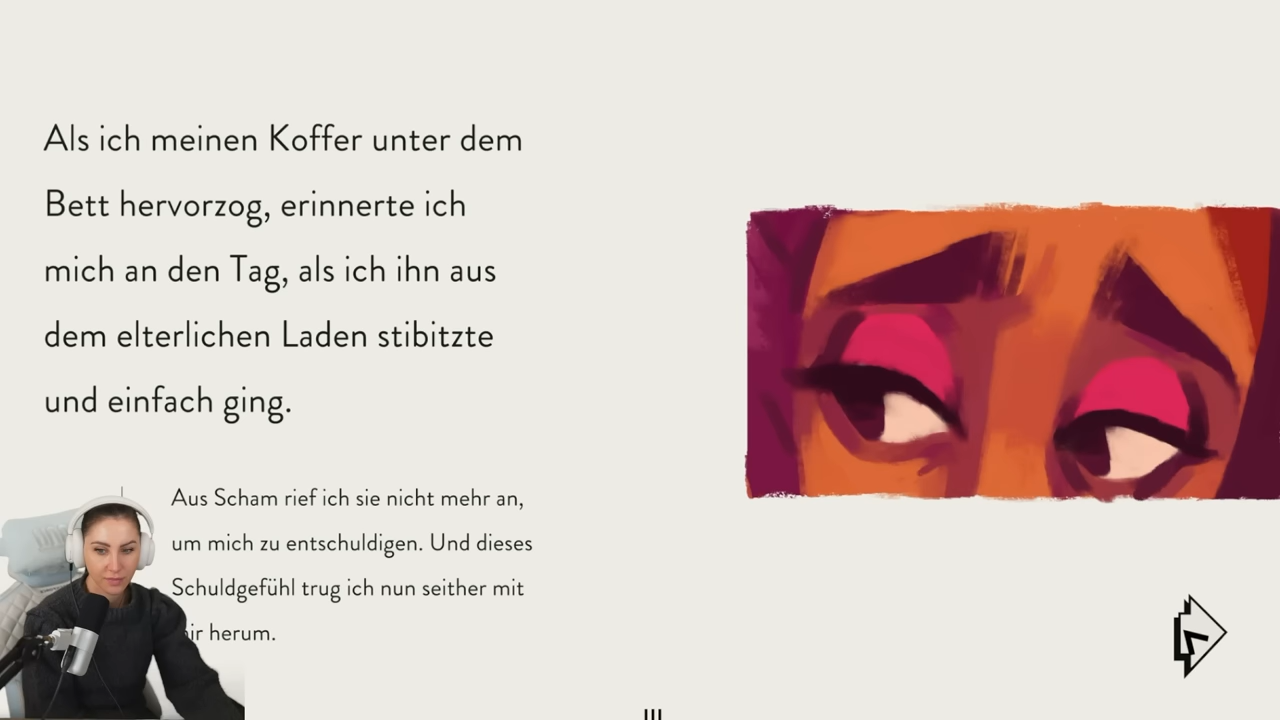 Als ich meinen Koffer unter dem
Bett hervorzog, erinnerte ich
mich an den Tag, als ich ihn aus
dem elterlichen Laden stibitzte
und einfach ging.
Aus Scham rief ich sie nicht mehr an,
um mich zu entschuldigen. Und dieses
Schuldgefühl trug ich nun seither mit
herum.